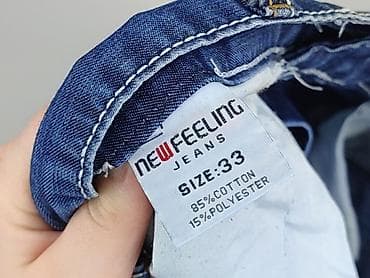 NEWFEELING
JEANS
SIZE:33
85%COTTON
15%POLYESTER